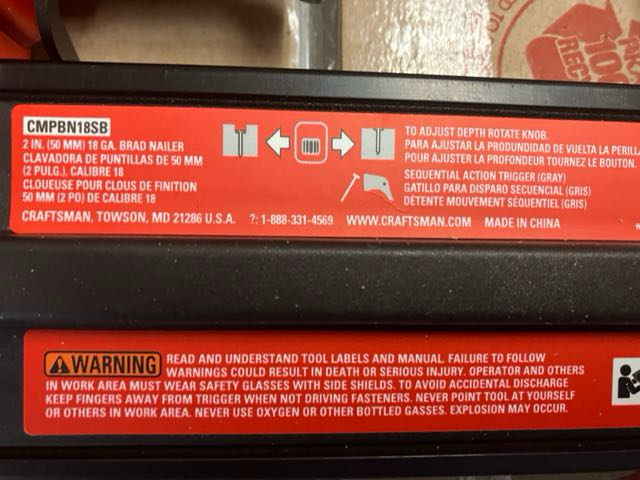 CMPBN18SB
2 IN. (50 MM) 18 GA. BRAD NAILER
CLAVADORA DE PUNTILLAS DE 50 MM
(2 PULG.), CALIBRE 18
CLOUEUSE POUR CLOUS DE FINITION
50 MM (2 PO) DE CALIBRE 18
CRAFTSMAN, TOWSON, MD 21286 U.S.A. ?: 1-888-331-4569 WWW.CRAFTSMAN.COM MADE IN CHINA
TO ADJUST DEPTH ROTATE KNOB.
PARA AJUSTAR LA PRODUNDIDAD DE VUELTA LA PERILLA
POUR AJUSTER LA PROFONDEUR TOURNEZ LE BOUTON.
SEQUENTIAL ACTION TRIGGER (GRAY)
GATILLO PARA DISPARO SECUENCIAL (GRIS)
DÉTENTE MOUVEMENT SÉQUENTIEL (GRIS)
WARNING READ AND UNDERSTAND TOOL LABELS AND MANUAL. FAILURE TO FOLLOW
WARNINGS COULD RESULT IN DEATH OR SERIOUS INJURY. OPERATOR AND OTHERS
IN WORK AREA MUST WEAR SAFETY GLASSES WITH SIDE SHIELDS. TO AVOID ACCIDENTAL DISCHARGE
KEEP FINGERS AWAY FROM TRIGGER WHEN NOT DRIVING FASTENERS. NEVER POINT TOOL AT YOURSELF
OR OTHERS IN WORK AREA. NEVER USE OXYGEN OR OTHER BOTTLED GASSES. EXPLOSION MAY OCCUR.